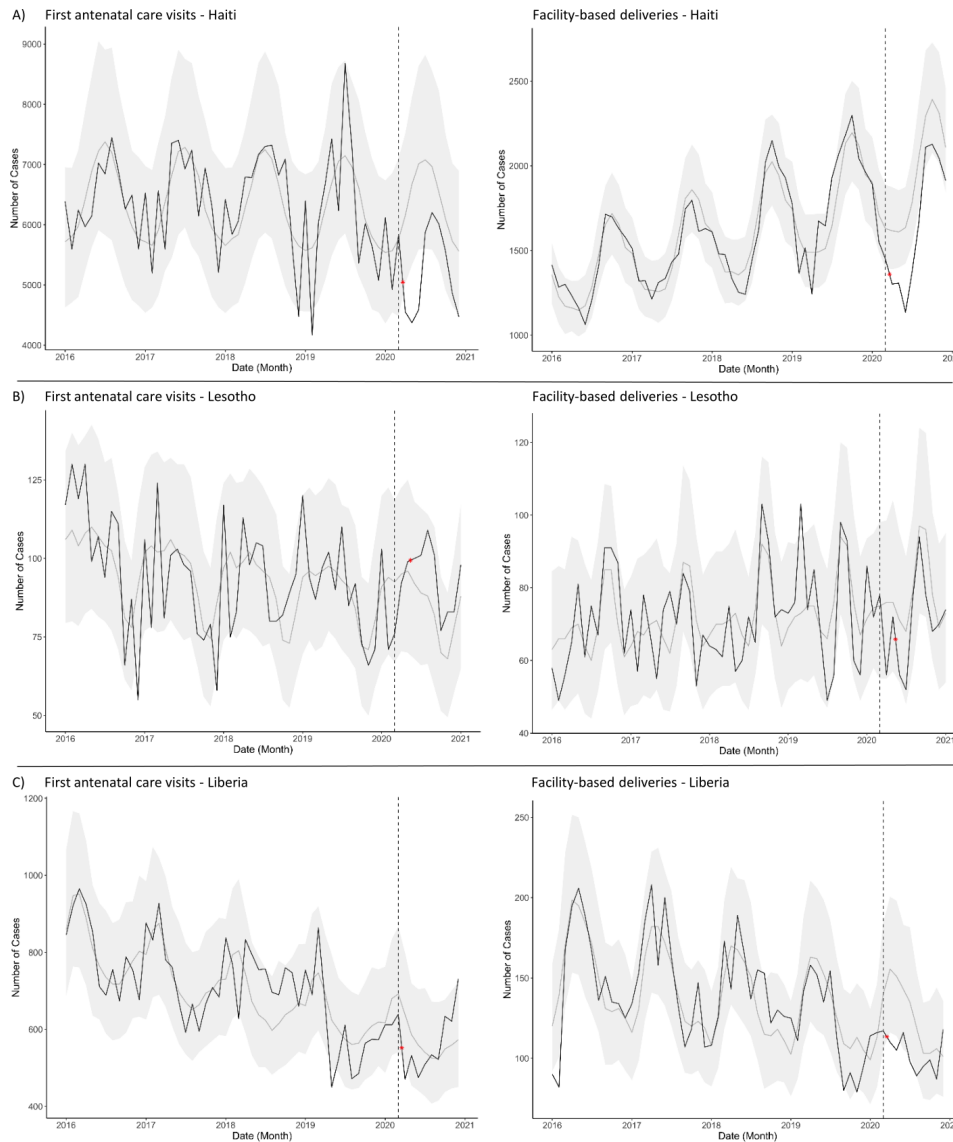 A) First antenatal care visits - Haiti
Facility-based deliveries - Haiti
Number of Cases
9000
8000
7000
6000
5000
4000
2016 2017 2018 2019 2020 2021
Date (Month)
Number of Cases
2500
2000
1500
1000
2016 2017 2018 2019 2020 202
Date (Month)
B) First antenatal care visits - Lesotho
Facility-based deliveries - Lesotho
Number of Cases
125
100
75
50
2016 2017 2018 2019 2020 2021
Date (Month)
Number of Cases
120
100
80
60
40
2016 2017 2018 2019 2020 2021
Date (Month)
C) First antenatal care visits - Liberia
Facility-based deliveries - Liberia
Number of Cases
1200
1000
800
600
400
2016 2017 2018 2019 2020 2021
Date (Month)
Number of Cases
250
200
150
100
2016 2017 2018 2019 2020 202
Date (Month)